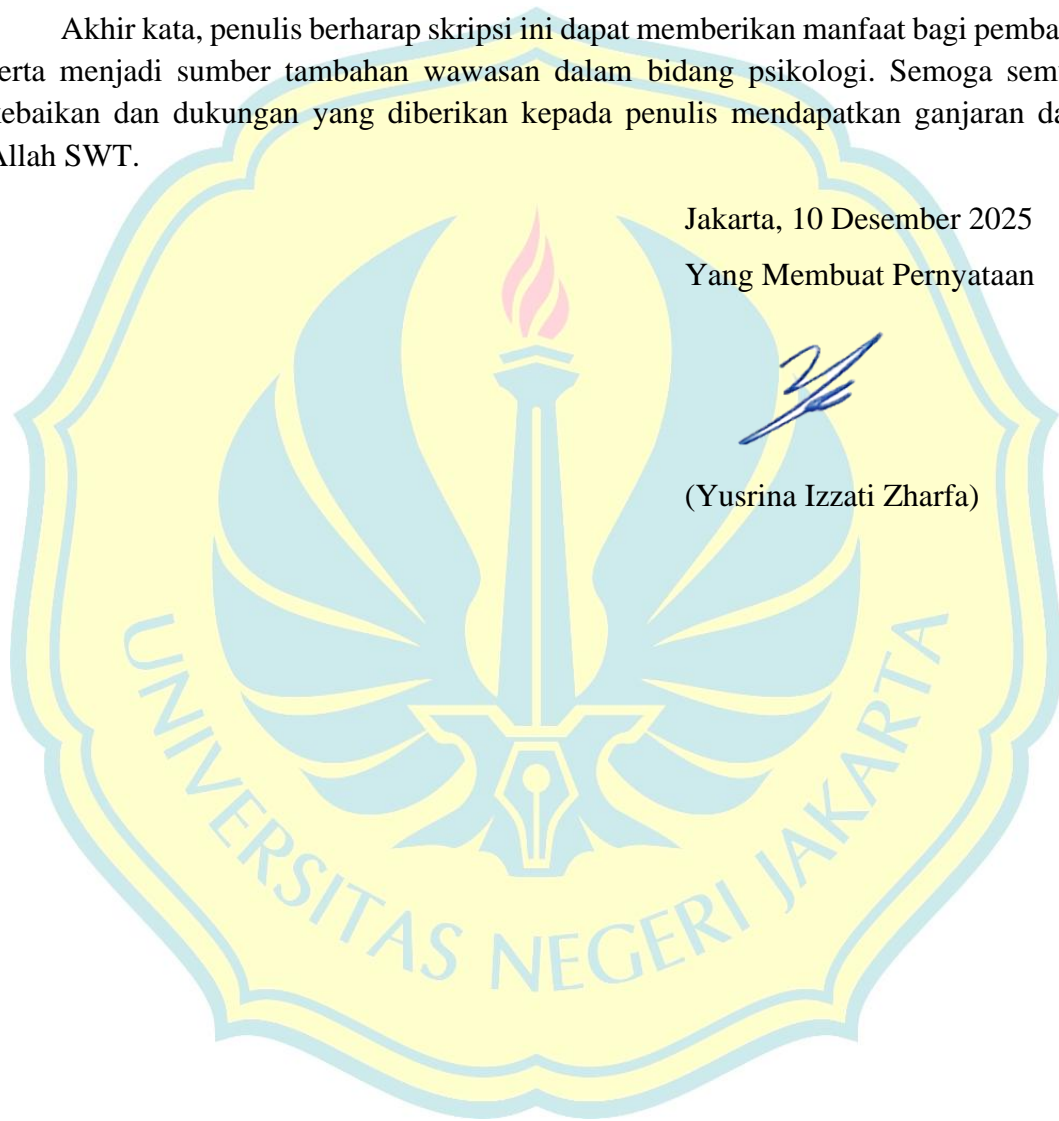 Akhir kata, penulis berharap skripsi ini dapat memberikan manfaat bagi pemba
erta menjadi sumber tambahan wawasan dalam bidang psikologi. Semoga sem
ebaikan dan dukungan yang diberikan kepada penulis mendapatkan ganjaran da
Allah SWT.
Jakarta, 10 Desember 2025
Yang Membuat Pernyataan
(Yusrina Izzati Zharfa)
UNIVERSITAS NEGERI JAKARTA